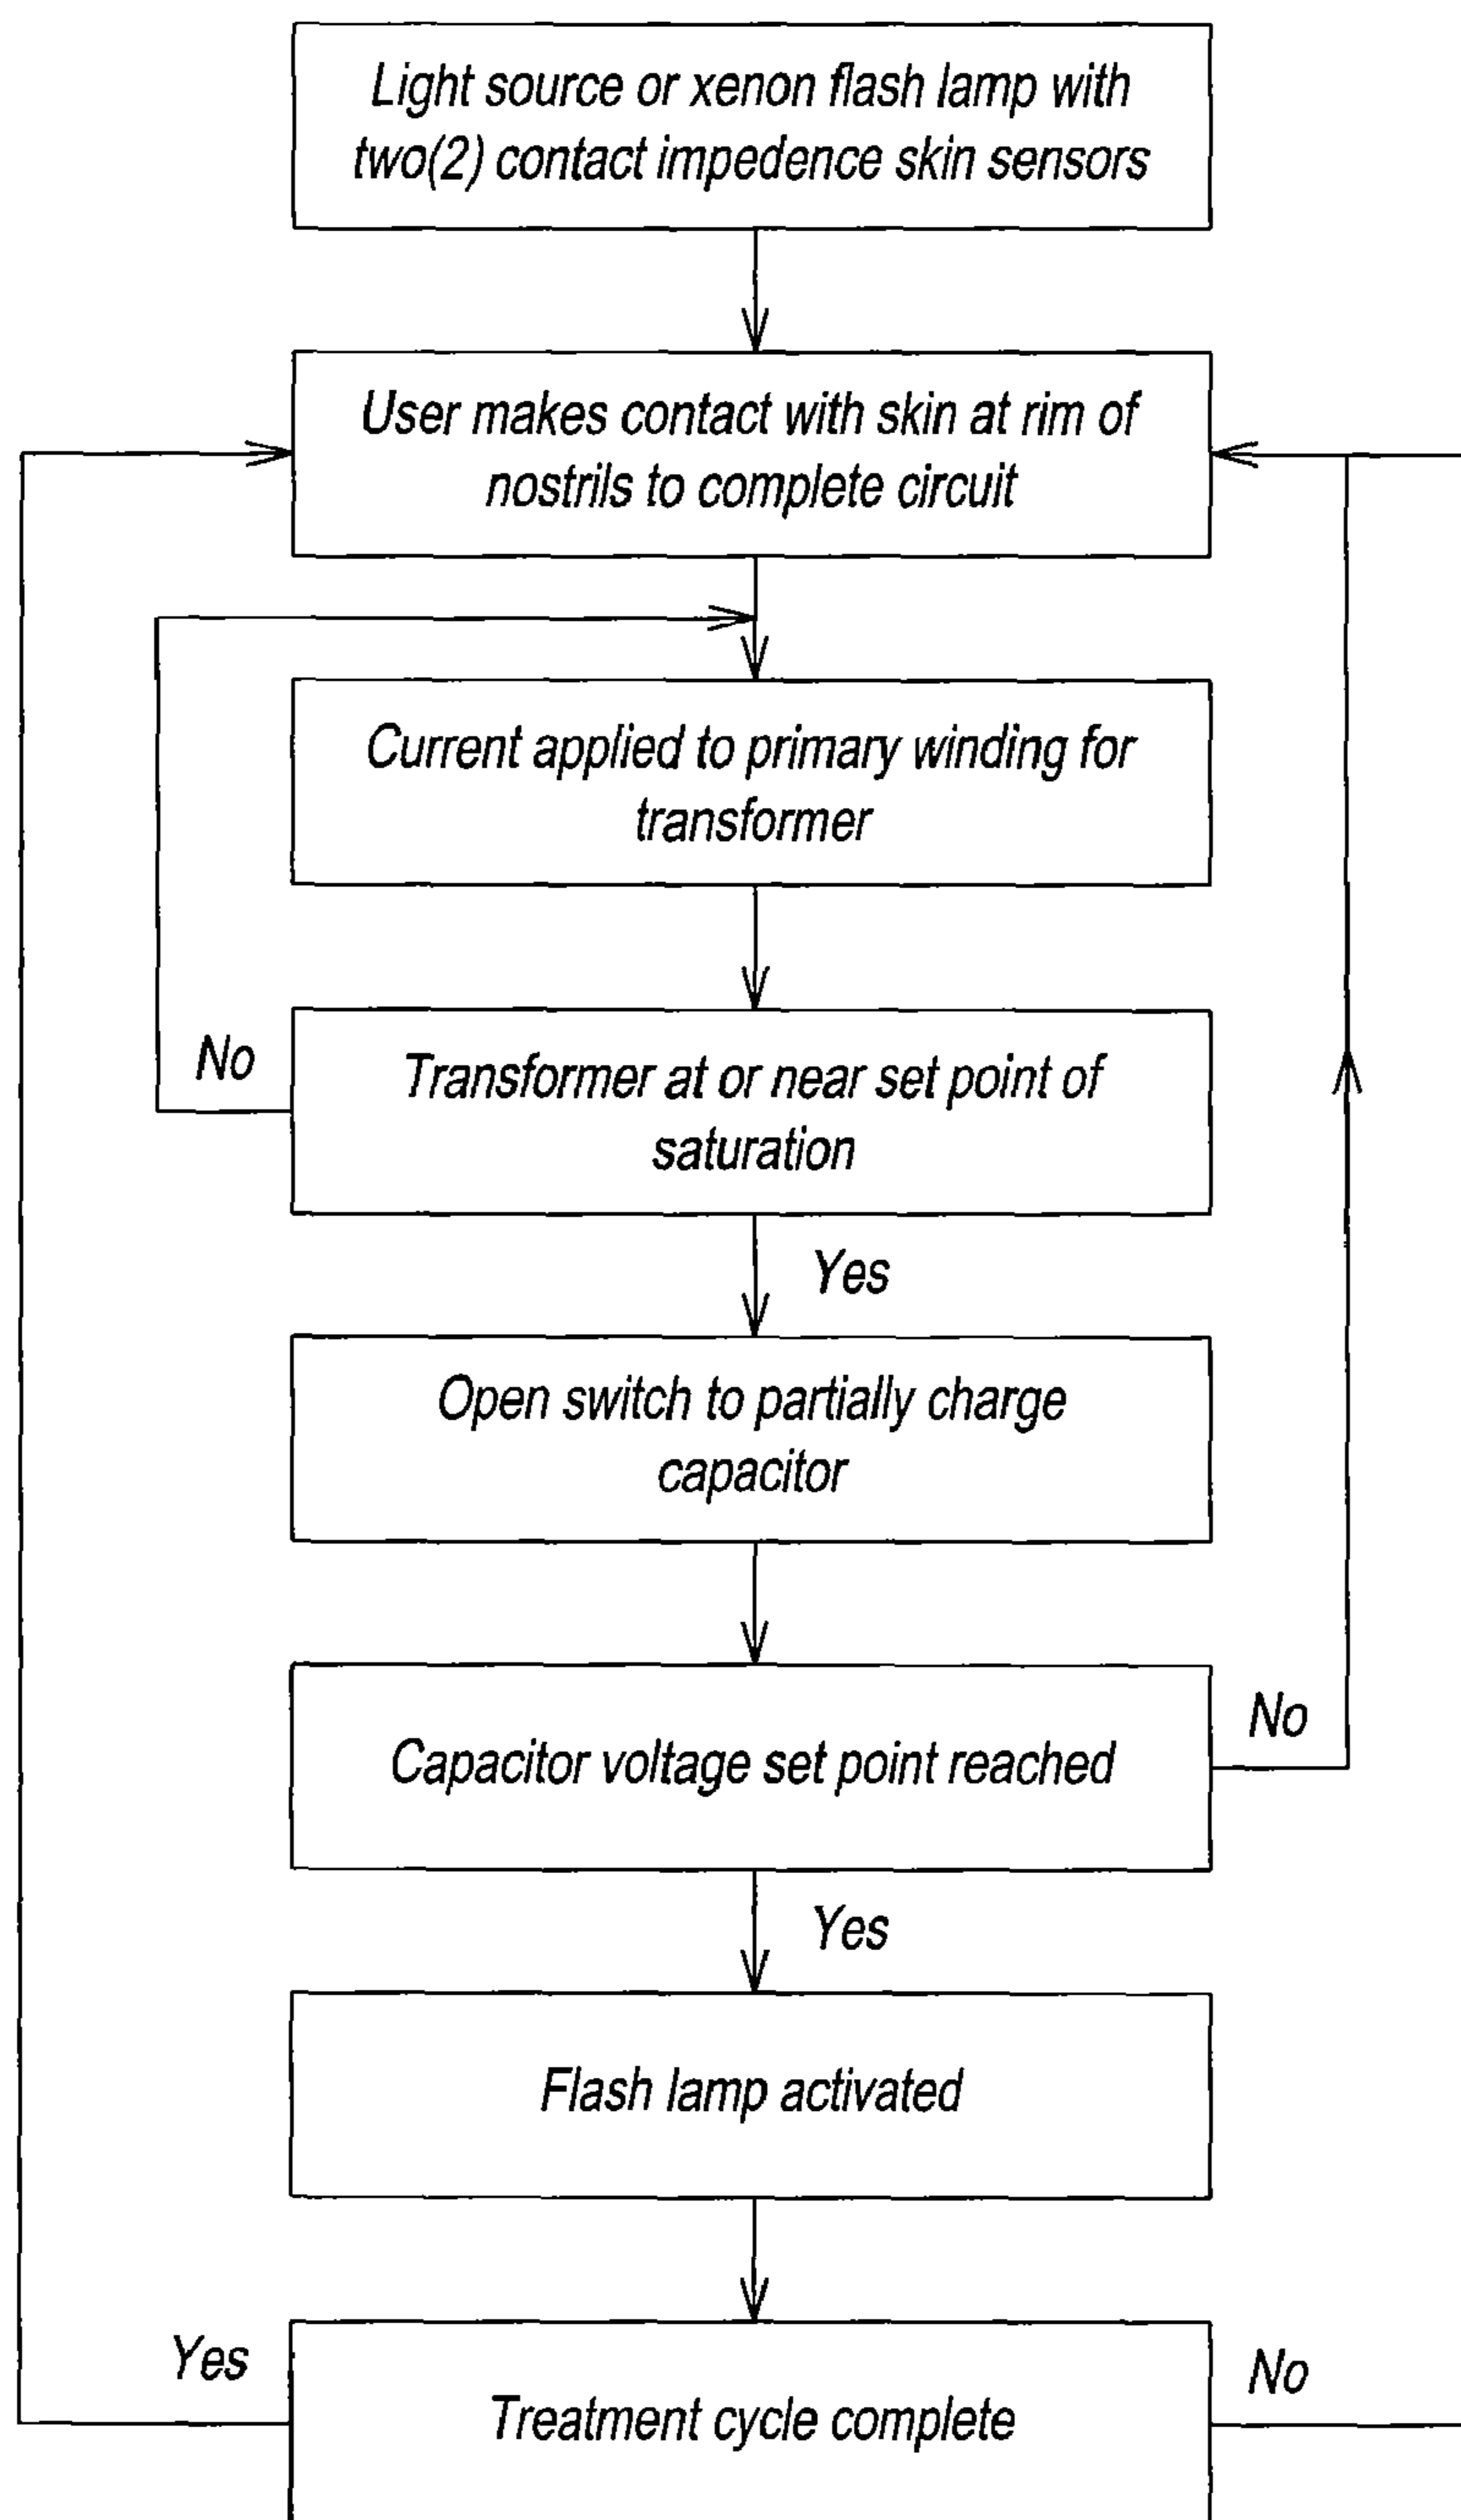 Light source or xenon flash lamp with
two(2) contact impedence skin sensors
User makes contact with skin at rim of
nostrils to complete circuit
Current applied to primary winding for
transformer
No
Transformer at or near set point of
saturation
Yes
Open switch to partially charge
capacitor
Capacitor voltage set point reached
No
Yes
Flash lamp activated
Yes
Treatment cycle complete
No